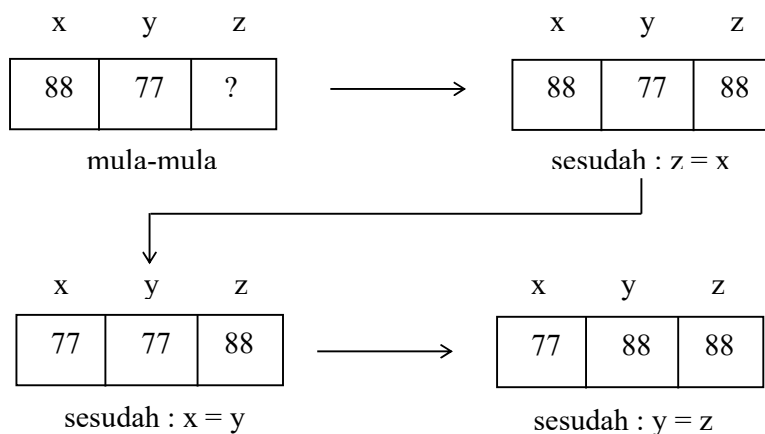 x y z x y z
88 77 ? 88 77 88
mula-mula sesudah : z = x
x y z x y z
77 77 88 77 88 88
sesudah : x = y sesudah : y = z